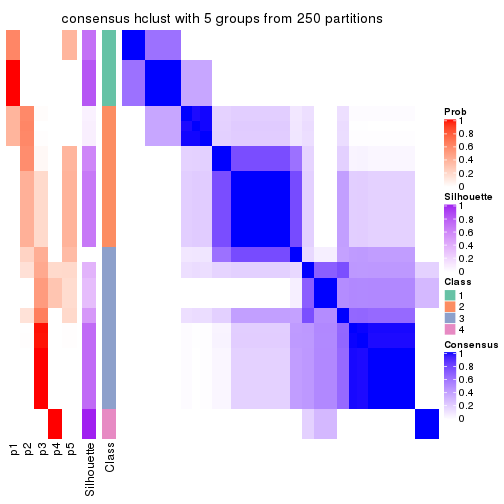 consensus hclust with 5 groups from 250 partitions
Prob
1
0.8
0.6
0.4
0.2
0
Silhouette
1
0.8
0.6
0.4
0.2
0
Class
1
2
3
4
Consensus
1
0.8
0.6
0.4
0.2
0
p1
p2
p3
p4
p5
Silhouette
Class